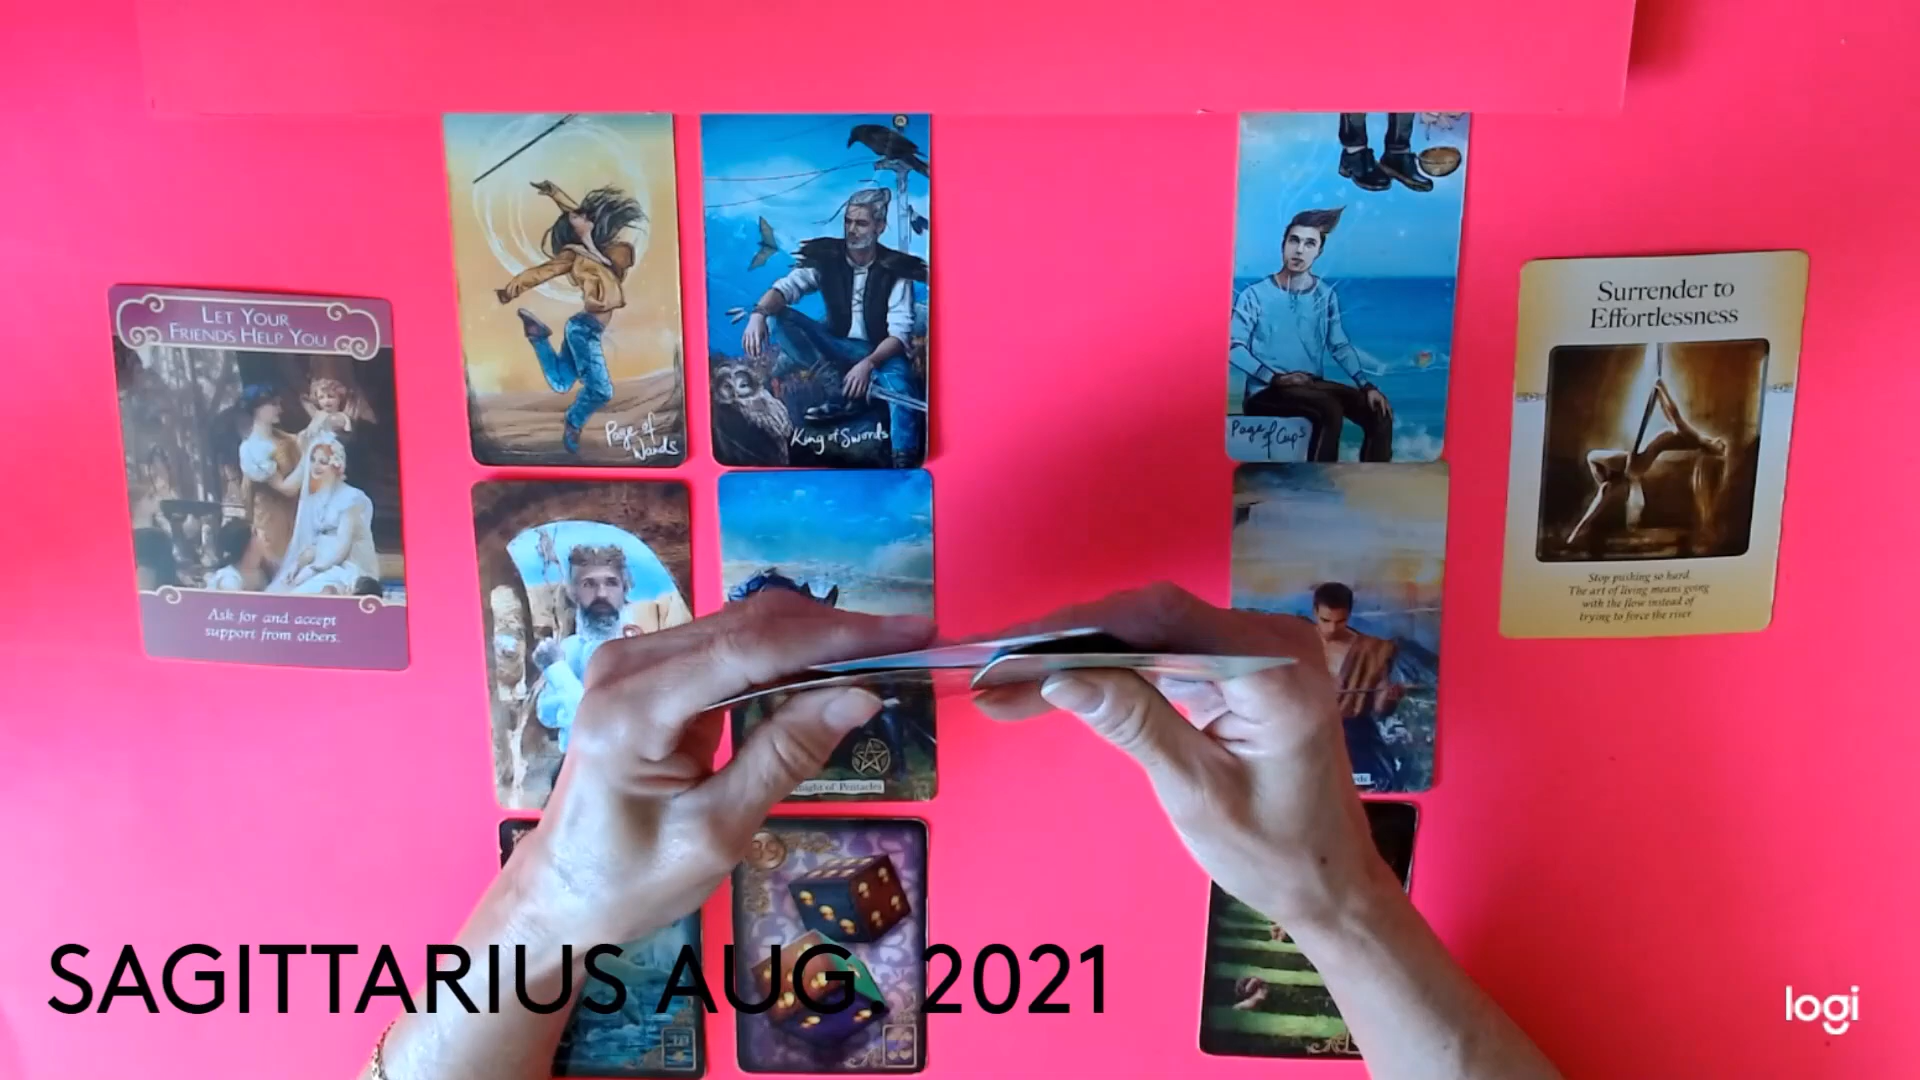 LET YOUR
FRIENDS HELP YOU
Ask for and accept
support from others.
Page of
Wands
King of Swords
Page of Cups
Surrender to
Effortlessness
Stop pushing so hard.
The art of living means going
with the flow instead of
trying to force the river
Knight of Pentacles
SAGITTARIUS AUG. 2021
logi